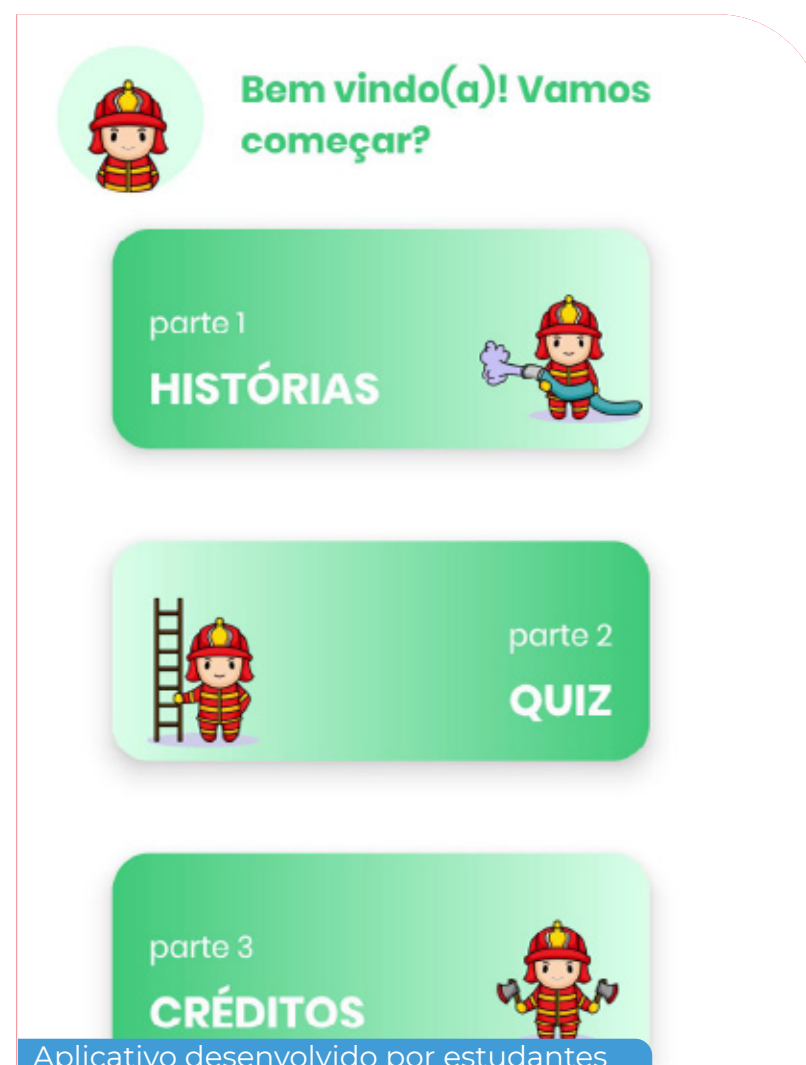 Bem vindo(a)! Vamos
começar?
parte 1
HISTÓRIAS
parte 2
QUIZ
parte 3
CRÉDITOS
Aplicativo desenvolvido por estudantes